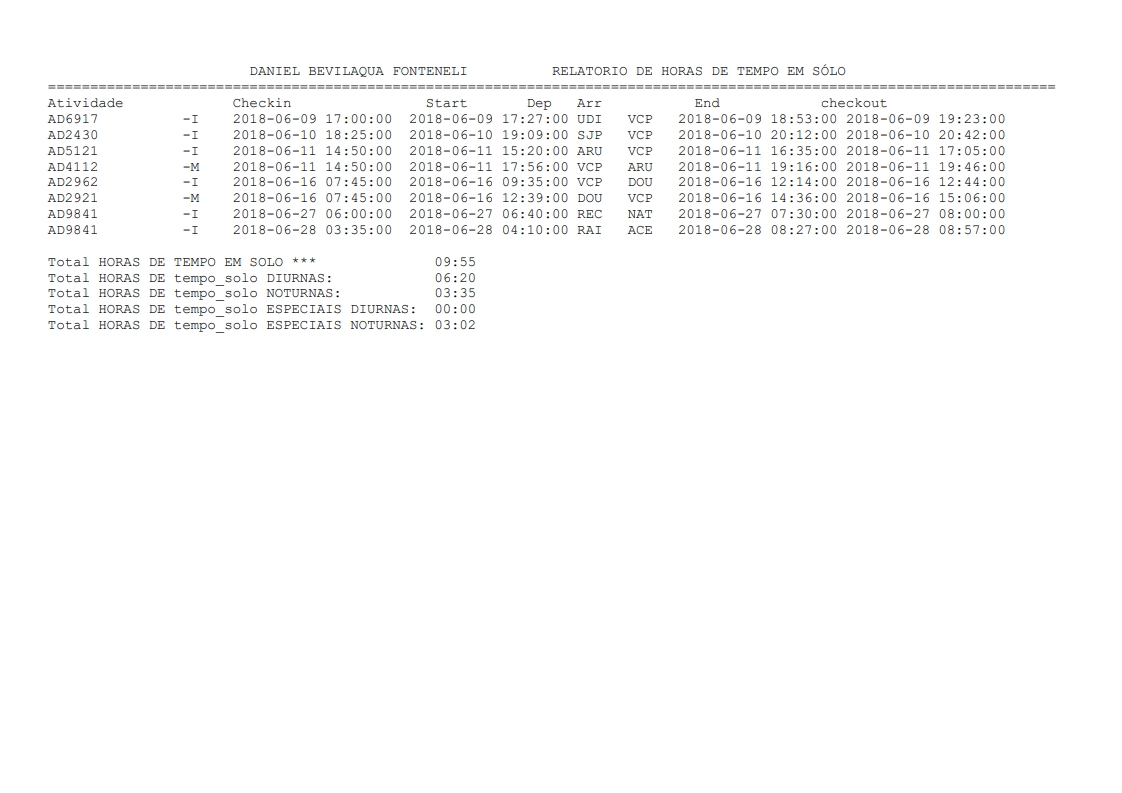 DANIEL BEVILAQUA FONTENELI          RELATORIO DE HORAS DE TEMPO EM SÓLO
========================================================================================================================
Atividade             Checkin                Start       Dep   Arr           End            checkout
AD6917          -I    2018-06-09 17:00:00  2018-06-09 17:27:00 UDI   VCP   2018-06-09 18:53:00 2018-06-09 19:23:00
AD2430          -I    2018-06-10 18:25:00  2018-06-10 19:09:00 SJP   VCP   2018-06-10 20:12:00 2018-06-10 20:42:00
AD5121          -I    2018-06-11 14:50:00  2018-06-11 15:20:00 ARU   VCP   2018-06-11 16:35:00 2018-06-11 17:05:00
AD4112          -M    2018-06-11 14:50:00  2018-06-11 17:56:00 VCP   ARU   2018-06-11 19:16:00 2018-06-11 19:46:00
AD2962          -I    2018-06-16 07:45:00  2018-06-16 09:35:00 VCP   DOU   2018-06-16 12:14:00 2018-06-16 12:44:00
AD2921          -M    2018-06-16 07:45:00  2018-06-16 12:39:00 DOU   VCP   2018-06-16 14:36:00 2018-06-16 15:06:00
AD9841          -I    2018-06-27 06:00:00  2018-06-27 06:40:00 REC   NAT   2018-06-27 07:30:00 2018-06-27 08:00:00
AD9841          -I    2018-06-28 03:35:00  2018-06-28 04:10:00 RAI   ACE   2018-06-28 08:27:00 2018-06-28 08:57:00
Total HORAS DE TEMPO EM SOLO ***              09:55
Total HORAS DE tempo_solo DIURNAS:            06:20
Total HORAS DE tempo_solo NOTURNAS:           03:35
Total HORAS DE tempo_solo ESPECIAIS DIURNAS:  00:00
Total HORAS DE tempo_solo ESPECIAIS NOTURNAS: 03:02